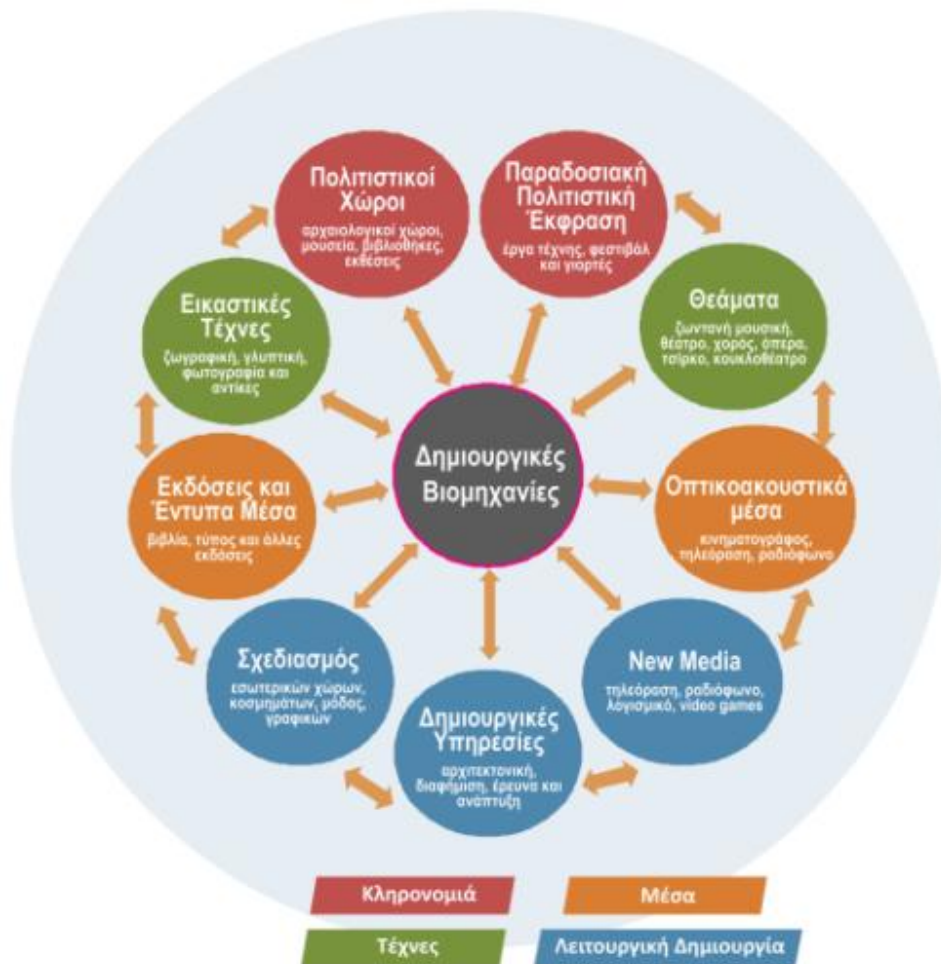 Πολιτιστικοί
Χώροι
αρχαιολογικοί χώροι,
μουσεία, βιβλιοθήκες,
εκθέσεις
Παραδοσιακή
Πολιτιστική
Έκφραση
έργα τέχνης, φεστιβάλ
και γιορτές
Εικαστικές
Τέχνες
ζωγραφική, γλυπτική,
φωτογραφία και
αντίκες
Θεάματα
ζωντανή μουσική,
θέατρο, χορός, όπερα,
τσίρκο, κουκλοθέατρο
Δημιουργικές
Βιομηχανίες
Εκδόσεις και
Έντυπα Μέσα
βιβλία, τύπος και άλλες
εκδόσεις
Οπτικοακουστικά
μέσα
κινηματογράφος,
τηλεόραση, ραδιόφωνο
Σχεδιασμός
εσωτερικών χώρων,
κοσμημάτων, μόδας,
γραφικών
New Media
τηλεόραση, ραδιόφωνο,
λογισμικό, video games
Δημιουργικές
Υπηρεσίες
αρχιτεκτονική,
διαφήμιση, έρευνα και
ανάπτυξη
Κληρονομιά
Μέσα
Τέχνες
Λειτουργική Δημιουργία